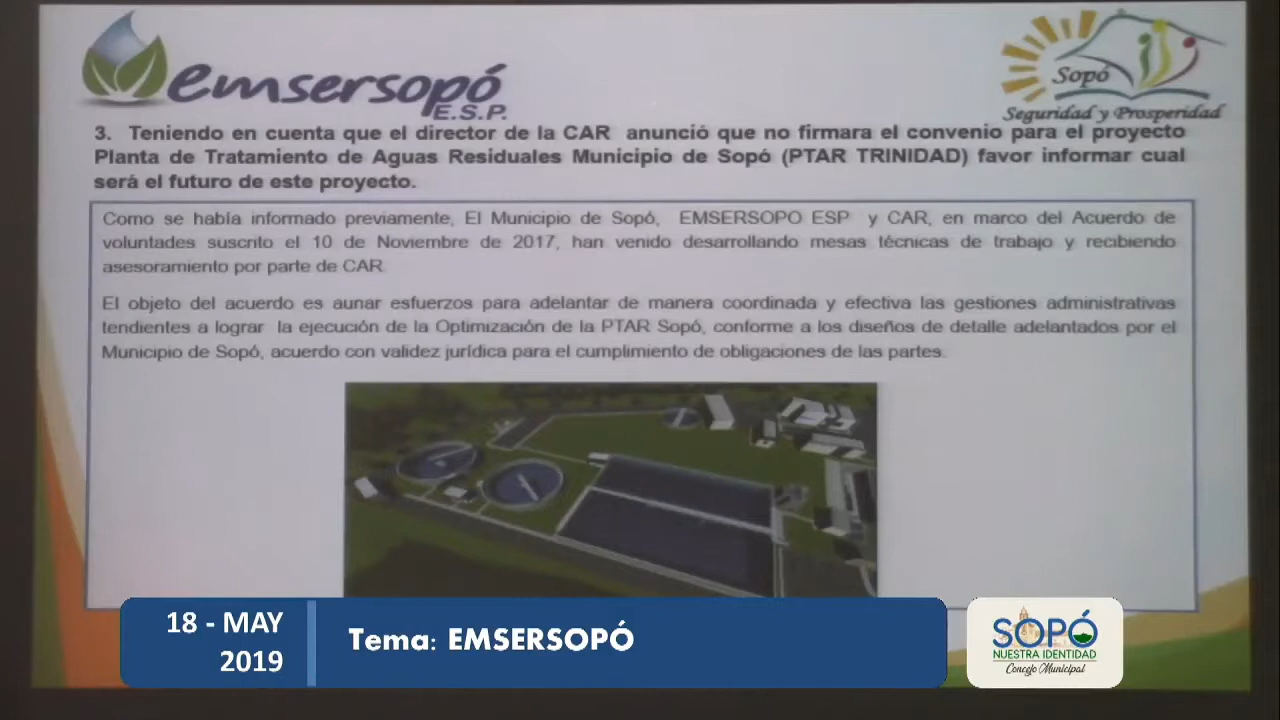 emsersopó
E.S.P.
Sopó
Seguridad y Prosperidad
3. Teniendo en cuenta que el director de la CAR anunció que no firmara el convenio para el proyecto
Planta de Tratamiento de Aguas Residuales Municipio de Sopó (PTAR TRINIDAD) favor informar cual
será el futuro de este proyecto.
Como se había informado previamente, El Municipio de Sopó, EMSERSOPO ESP y CAR, en marco del Acuerdo de
voluntades suscrito el 10 de Noviembre de 2017, han venido desarrollando mesas técnicas de trabajo y recibiendo
asesoramiento por parte de CAR
El objeto del acuerdo es aunar esfuerzos para adelantar de manera coordinada y efectiva las gestiones administrativas
tendientes a lograr la ejecución de la Optimización de la PTAR Sopó, conforme a los diseños de detalle adelantados por el
Municipio de Sopó, acuerdo con validez jurídica para el cumplimiento de obligaciones de las partes.
18 - MAY
2019
Tema: EMSERSOPÓ
SOPÓ
NUESTRA IDENTIDAD
Concejo Municipal